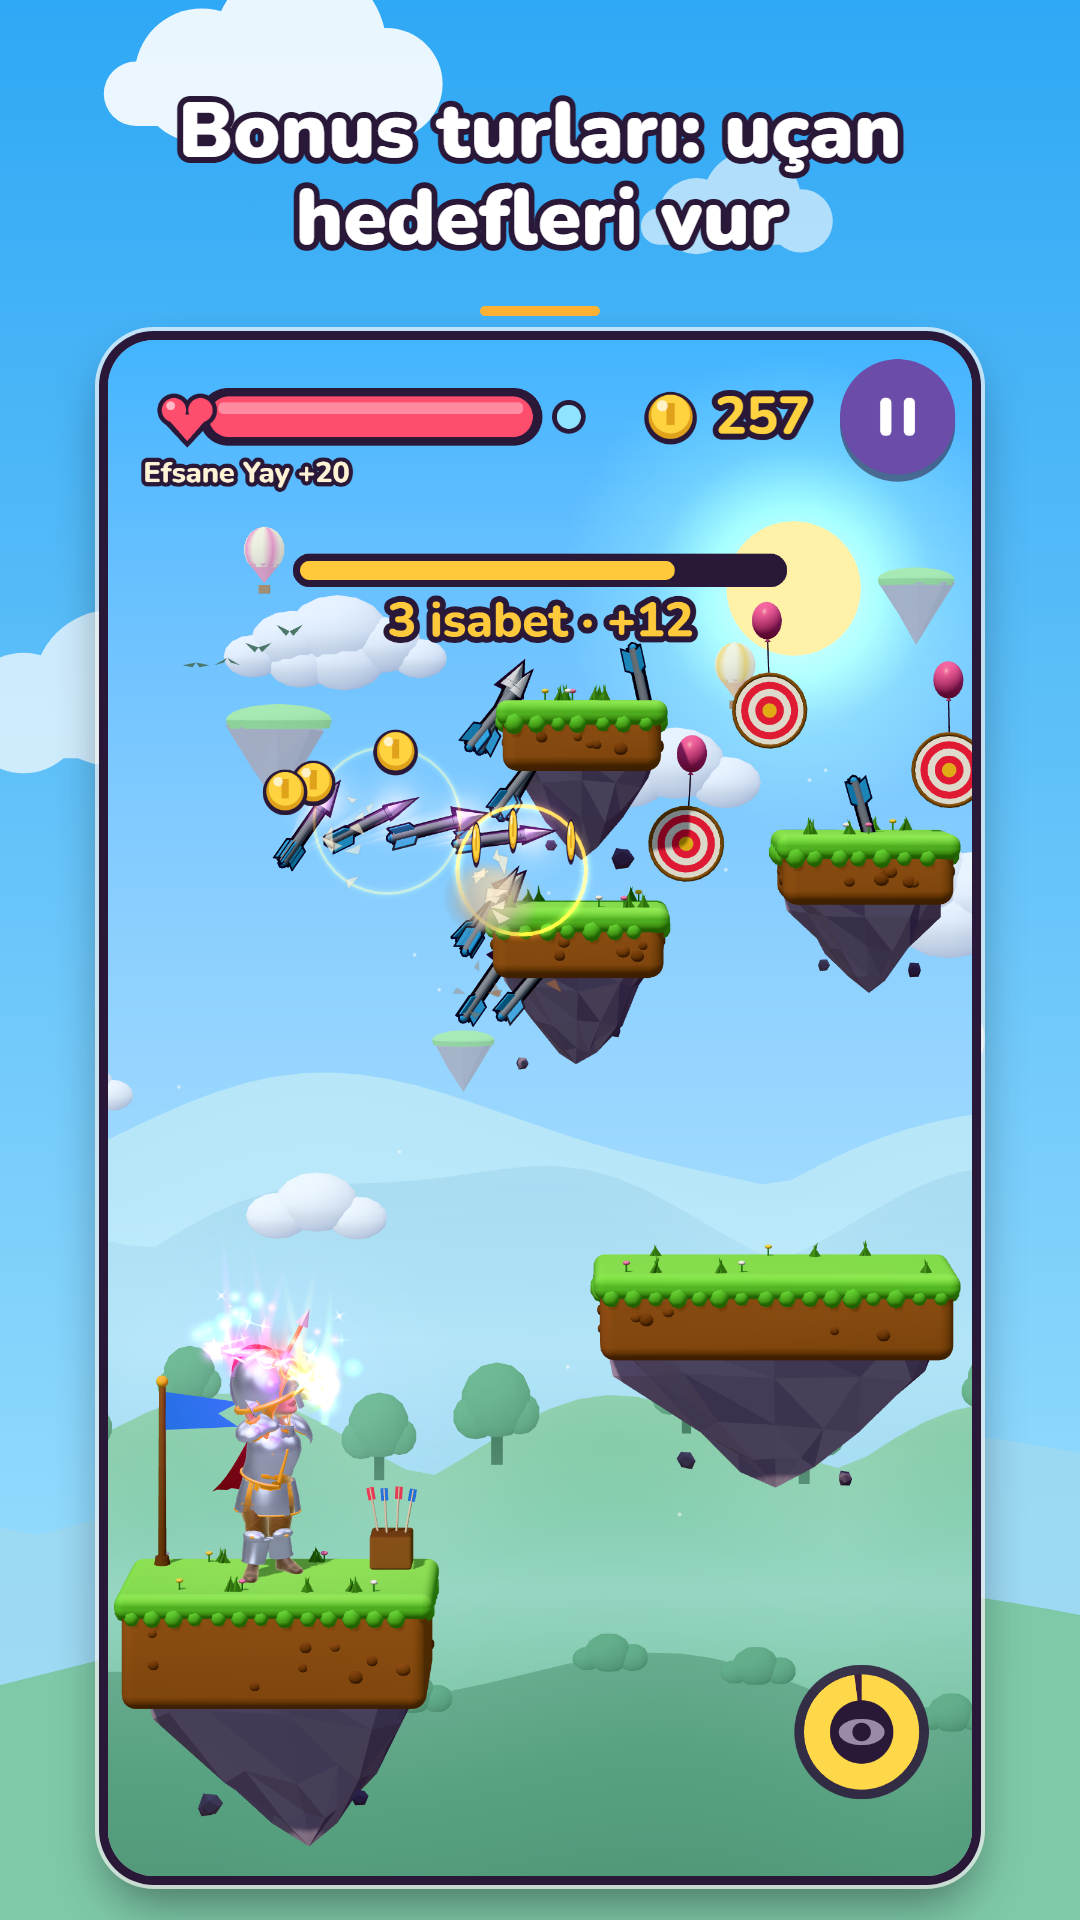 Bonus turları: uçan
hedefleri vur
257
Efsane Yay +20
3 isabet · +12